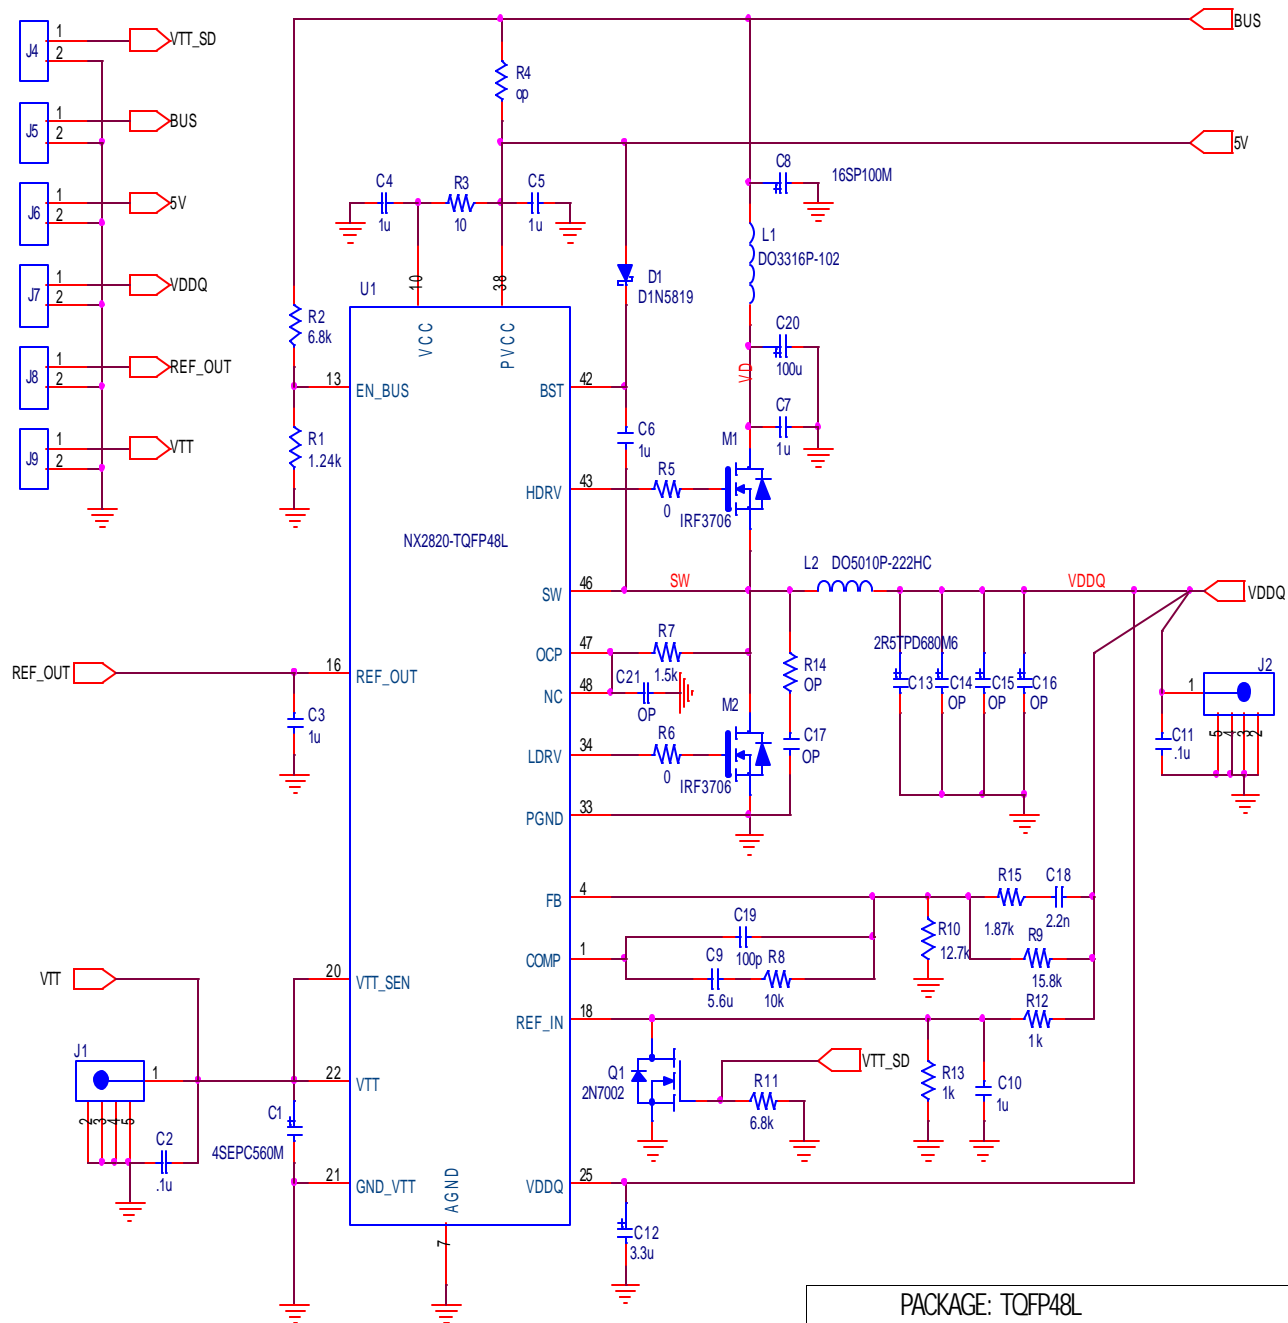 J4
1
2
VTT_SD
J5
1
2
BUS
J6
1
2
5V
J7
1
2
VDDQ
J8
1
2
REF_OUT
J9
1
2
VTT
BUS
R4
op
5V
C8
16SP100M
C4
1u
R3
10
C5
1u
L1
DO3316P-102
D1
D1N5819
U1
10
38
VCC
PVCC
R2
6.8k
C20
100u
VD
13
EN_BUS
BST
42
C6
1u
C7
1u
M1
R1
1.24k
HDRV
43
R5
0
IRF3706
NX2820-TQFP48L
L2
DO5010P-222HC
SW
46
SW
VDDQ
VDDQ
OCP
47
R7
1.5k
2R5TPD680M6
NC
48
C21
OP
R14
OP
C13
C14
OP
C15
OP
C16
OP
J2
1
5
4
3
2
C11
.1u
REF_OUT
16
REF_OUT
C3
1u
M2
LDRV
34
R6
0
IRF3706
C17
OP
PGND
33
FB
4
R15
1.87k
C18
2.2n
C19
100p
R10
12.7k
R9
15.8k
COMP
1
C9
5.6u
R8
10k
VTT
20
VTT_SEN
REF_IN
18
R12
1k
J1
1
2
3
4
5
22
VTT
Q1
2N7002
VTT_SD
R11
6.8k
R13
1k
C10
1u
C1
4SEPC560M
C2
.1u
21
GND_VTT
AGND
7
VDDQ
25
C12
3.3u
PACKAGE: TQFP48L